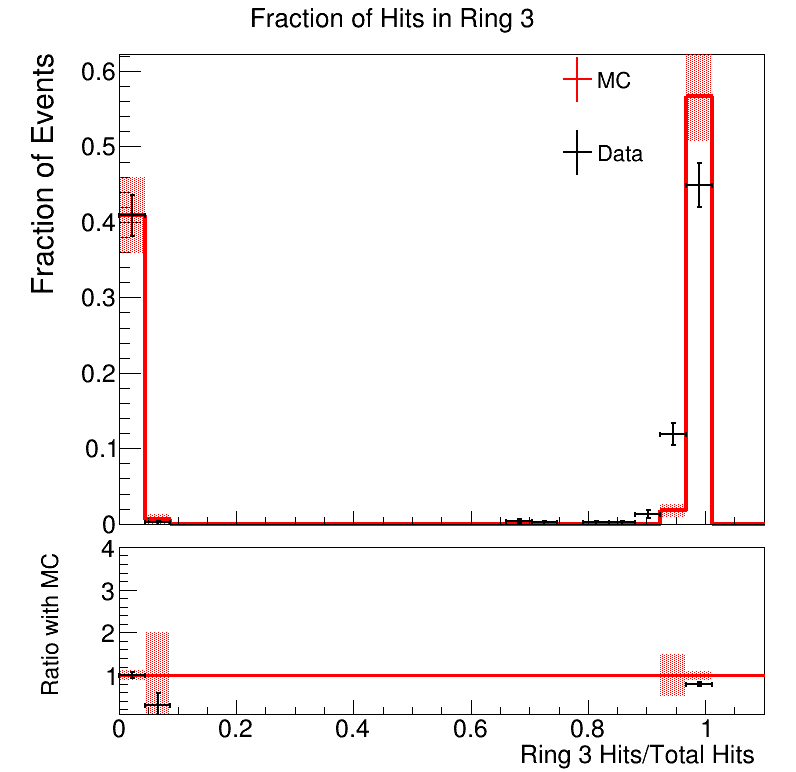 Fraction of Hits in Ring 3
Fraction of Events
0.6
0.5
0.4
0.3
0.2
0.1
0
MC
Data
Ratio with MC
4
3
2
1
0 0.2 0.4 0.6 0.8 1
Ring 3 Hits/Total Hits